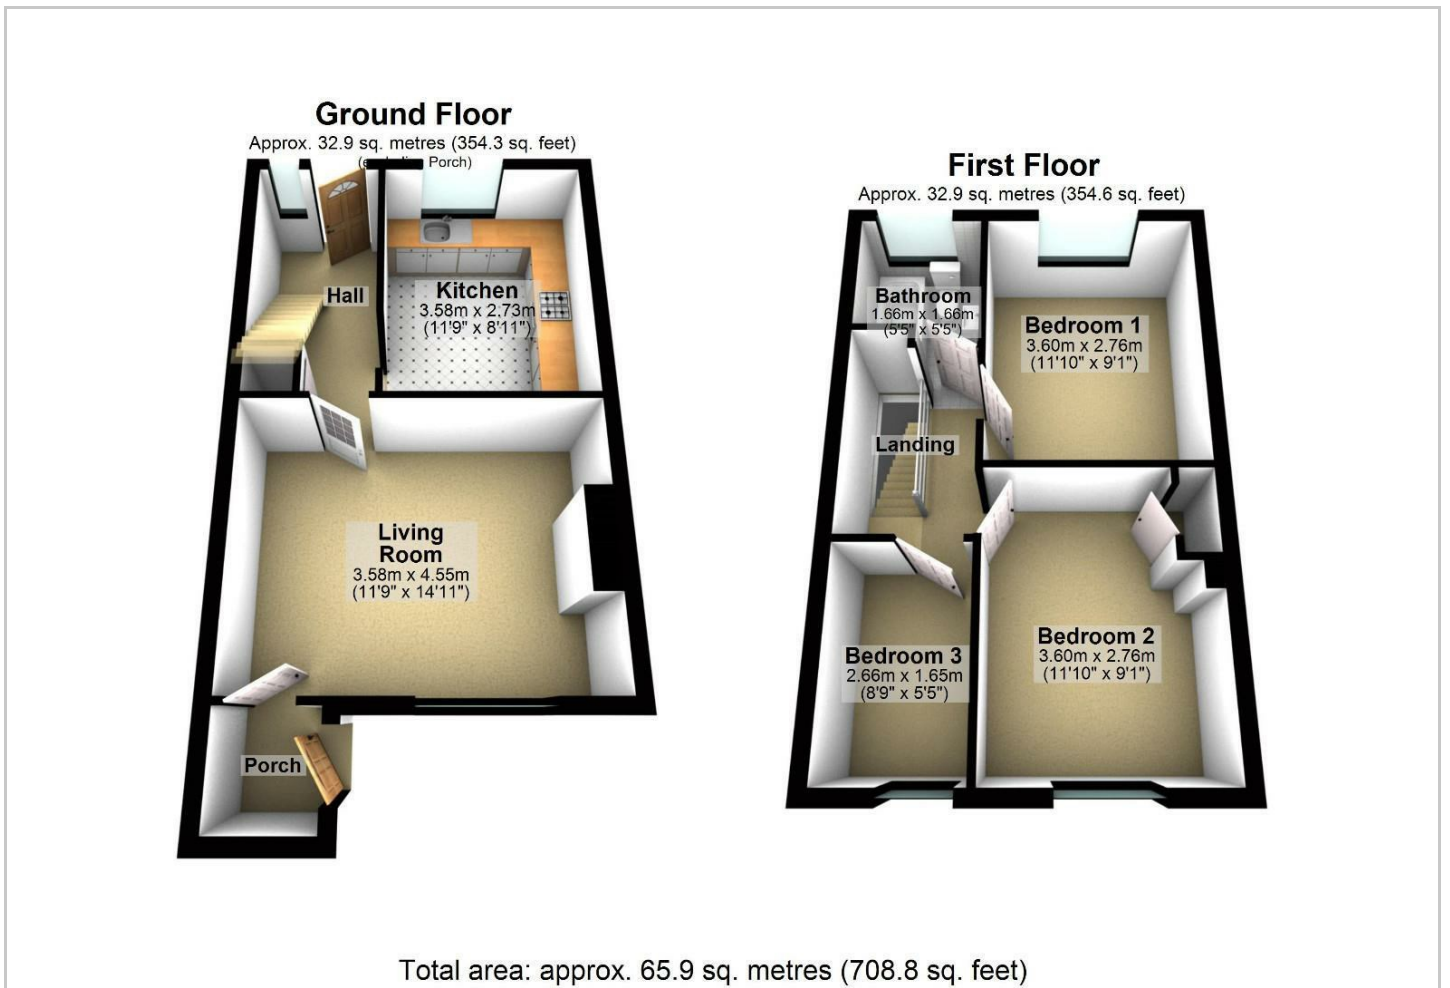 Ground Floor
Approx. 32.9 sq. metres (354.3 sq. feet)
Porch)
Hall
Kitchen
3.58m x 2.73m
(11'9" x 8'11")
Living
Room
3.58m x 4.55m
(11'9" x 14'11")
Porch
First Floor
Approx. 32.9 sq. metres (354.6 sq. feet)
Bathroom
1.66m x 1.66m
(5'5" x 5'5")
Bedroom 1
3.60m x 2.76m
(11'10" x 9'1")
Landing
Bedroom 3
2.66m x 1.65m
(8'9" x 5'5")
Bedroom 2
3.60m x 2.76m
(11'10" x 9'1")
Total area: approx. 65.9 sq. metres (708.8 sq. feet)